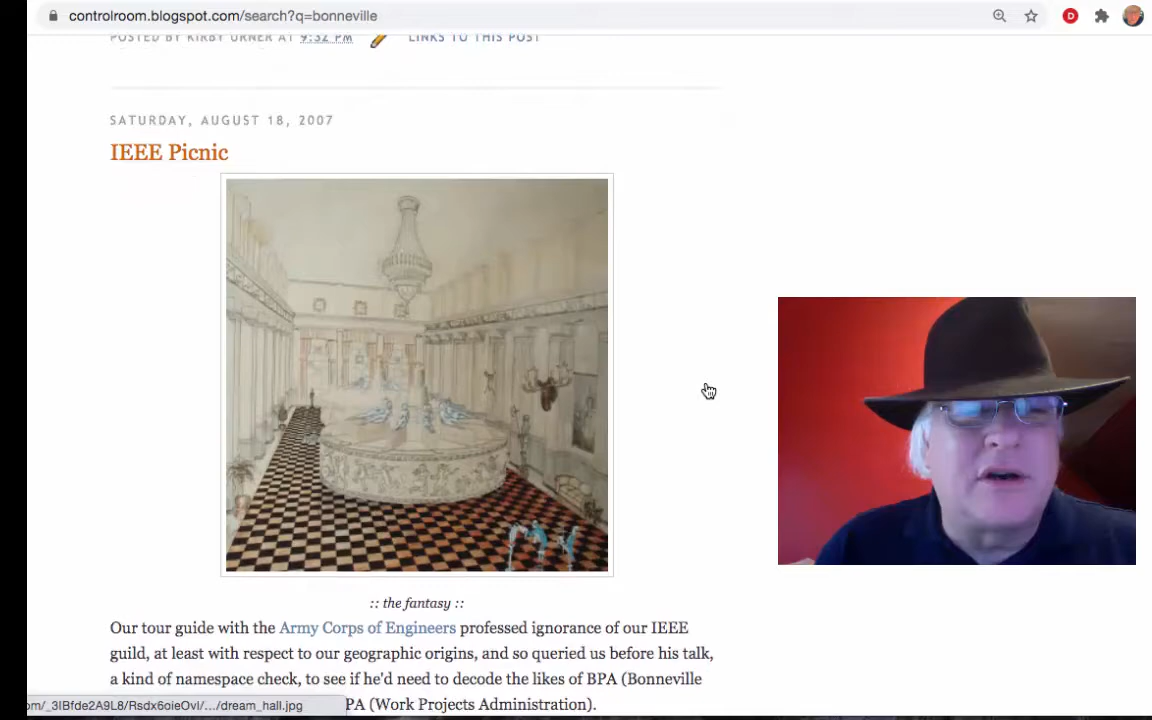 controlroom.blogspot.com/search?q=bonneville
D
POSTED BY KIRBY URNER AT 9:32 PM LINKS TO THIS POST
SATURDAY, AUGUST 18, 2007
IEEE Picnic
:: the fantasy ::
Our tour guide with the Army Corps of Engineers professed ignorance of our IEEE
guild, at least with respect to our geographic origins, and so queried us before his talk,
a kind of namespace check, to see if he'd need to decode the likes of BPA (Bonneville
PA (Work Projects Administration).
om/_3IBfde2A9L8/Rsdx6oieOvI/.../dream_hall.jpg